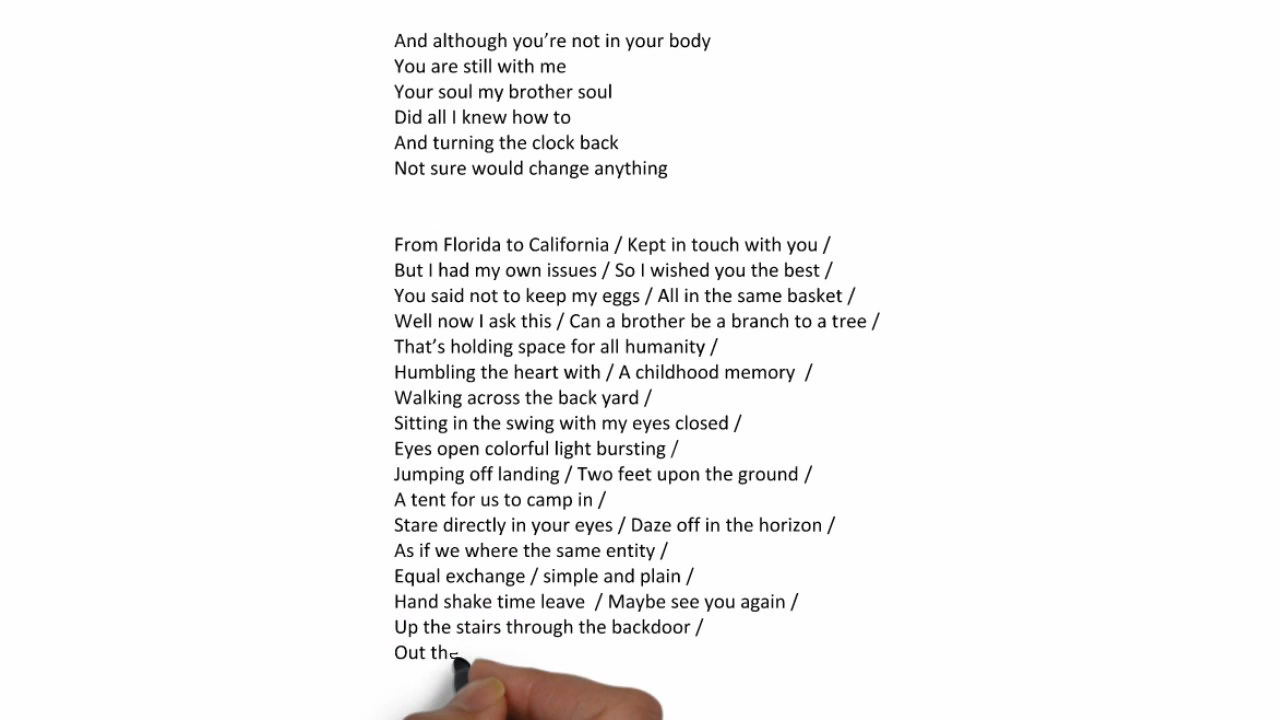 And although you’re not in your body
You are still with me
Your soul my brother soul
Did all I knew how to
And turning the clock back
Not sure would change anything
From Florida to California / Kept in touch with you /
But I had my own issues / So I wished you the best /
You said not to keep my eggs / All in the same basket /
Well now I ask this / Can a brother be a branch to a tree /
That’s holding space for all humanity /
Humbling the heart with / A childhood memory  /
Walking across the back yard /
Sitting in the swing with my eyes closed /
Eyes open colorful light bursting /
Jumping off landing / Two feet upon the ground /
A tent for us to camp in /
Stare directly in your eyes / Daze off in the horizon /
As if we where the same entity /
Equal exchange / simple and plain /
Hand shake time leave  / Maybe see you again /
Up the stairs through the backdoor /
Out the